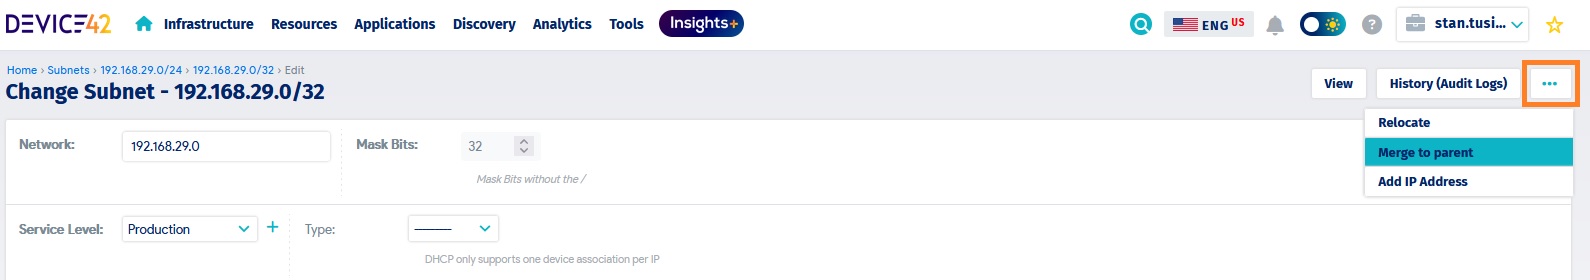 DEVICE42 Infrastructure Resources Applications Discovery Analytics Tools Insights+ ENG US ? stan.tusi...
Home › Subnets › 192.168.29.0/24 › 192.168.29.0/32 › Edit
Change Subnet - 192.168.29.0/32
View History (Audit Logs) •••
Relocate
Merge to parent
Add IP Address
Network: 192.168.29.0 Mask Bits: 32
Mask Bits without the /
Service Level: Production + Type: ---------
DHCP only supports one device association per IP